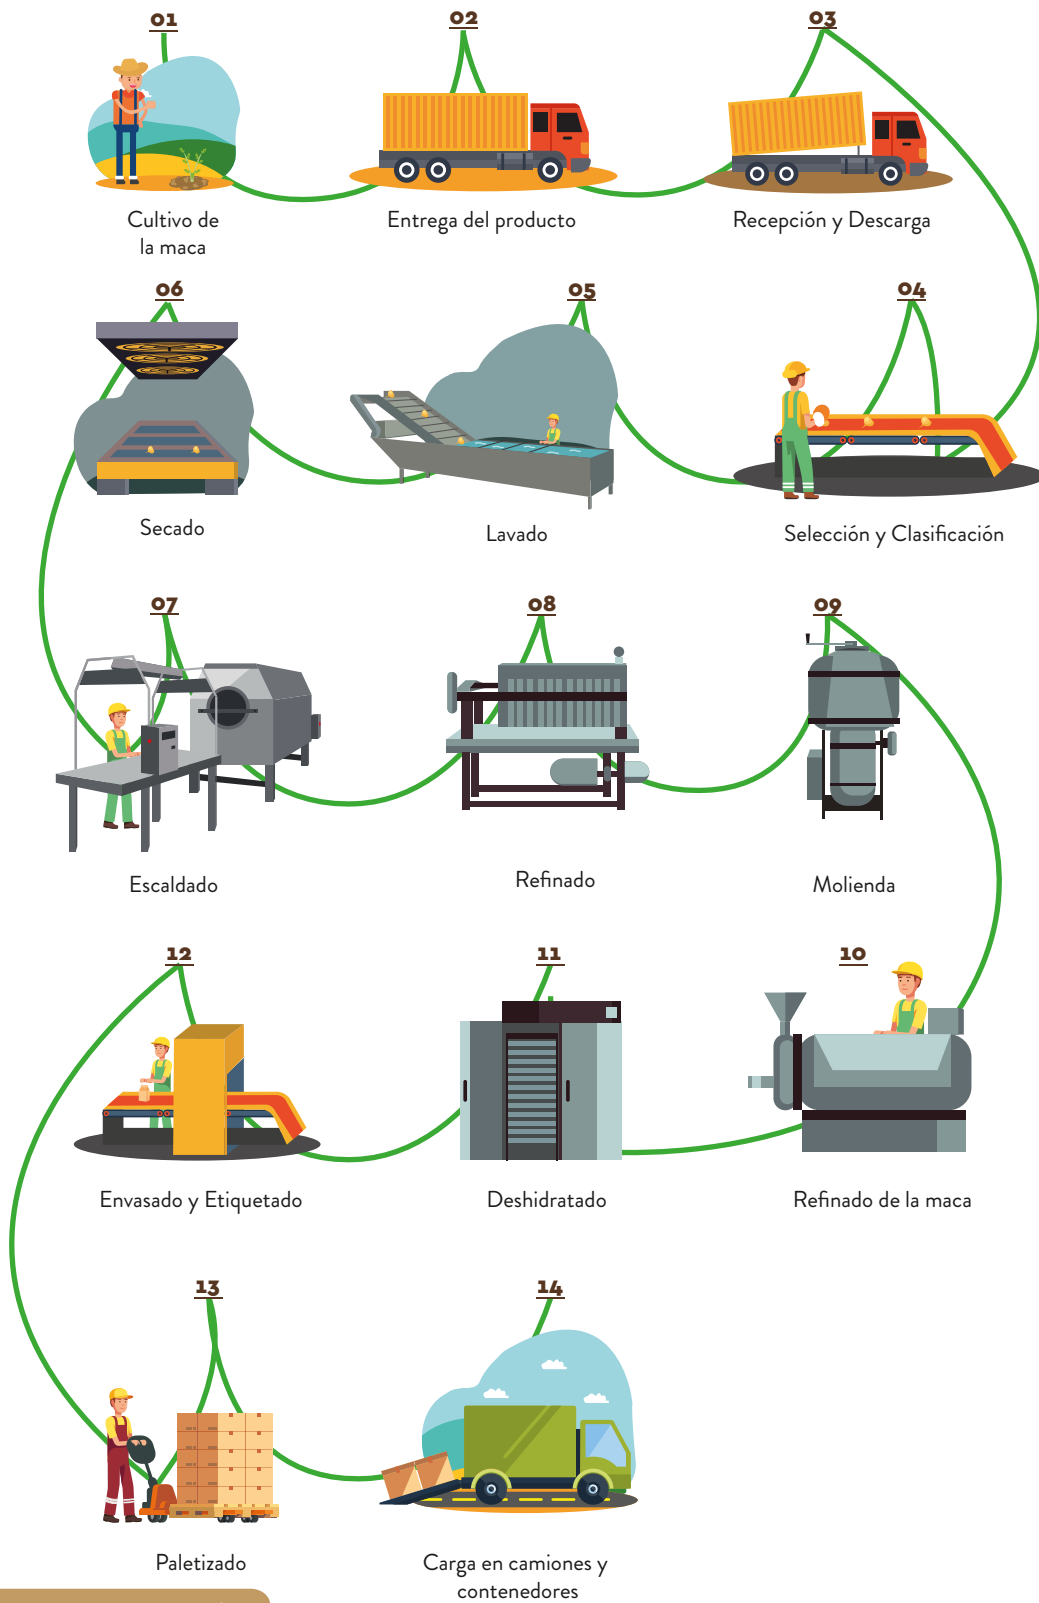 01
Cultivo de
la maca
02
Entrega del producto
03
Recepción y Descarga
04
Selección y Clasificación
05
Lavado
06
Secado
07
Escaldado
08
Refinado
09
Molienda
10
Refinado de la maca
11
Deshidratado
12
Envasado y Etiquetado
13
Paletizado
14
Carga en camiones y
contenedores